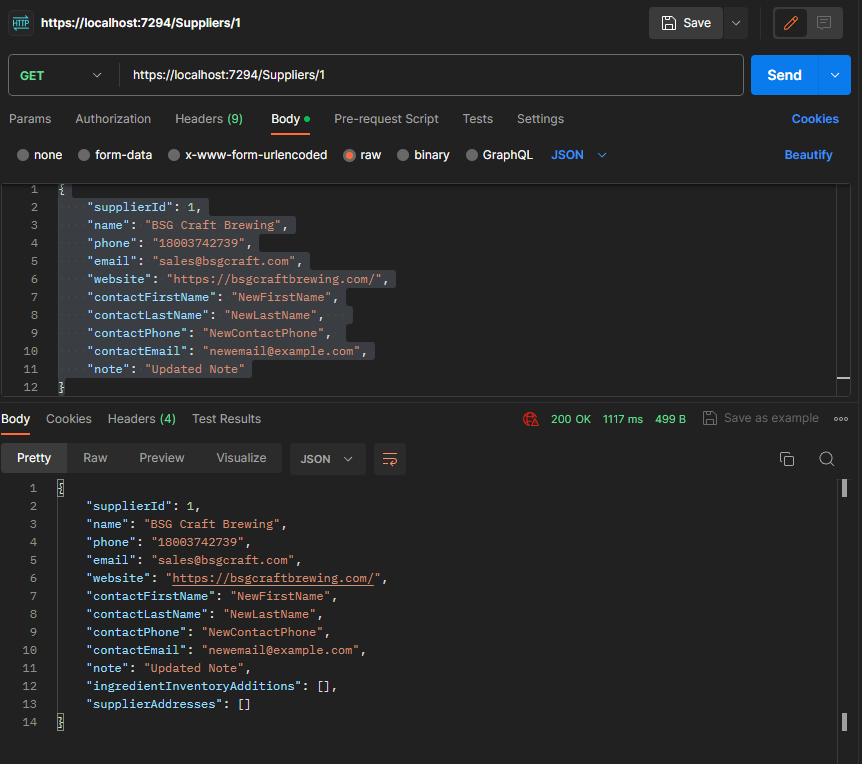 HTTP https://localhost:7294/Suppliers/1 Save
GET https://localhost:7294/Suppliers/1 Send
Params Authorization Headers (9) Body Pre-request Script Tests Settings Cookies
none form-data x-www-form-urlencoded raw binary GraphQL JSON Beautify
1 {
2 "supplierId": 1,
3 "name": "BSG Craft Brewing",
4 "phone": "18003742739",
5 "email": "sales@bsgcraft.com",
6 "website": "https://bsgcraftbrewing.com/",
7 "contactFirstName": "NewFirstName",
8 "contactLastName": "NewLastName",
9 "contactPhone": "NewContactPhone",
10 "contactEmail": "newemail@example.com",
11 "note": "Updated Note"
12 }
Body Cookies Headers (4) Test Results 200 OK 1117 ms 499 B Save as example
Pretty Raw Preview Visualize JSON
1 {
2 "supplierId": 1,
3 "name": "BSG Craft Brewing",
4 "phone": "18003742739",
5 "email": "sales@bsgcraft.com",
6 "website": "https://bsgcraftbrewing.com/",
7 "contactFirstName": "NewFirstName",
8 "contactLastName": "NewLastName",
9 "contactPhone": "NewContactPhone",
10 "contactEmail": "newemail@example.com",
11 "note": "Updated Note",
12 "ingredientInventoryAdditions": [],
13 "supplierAddresses": []
14 }